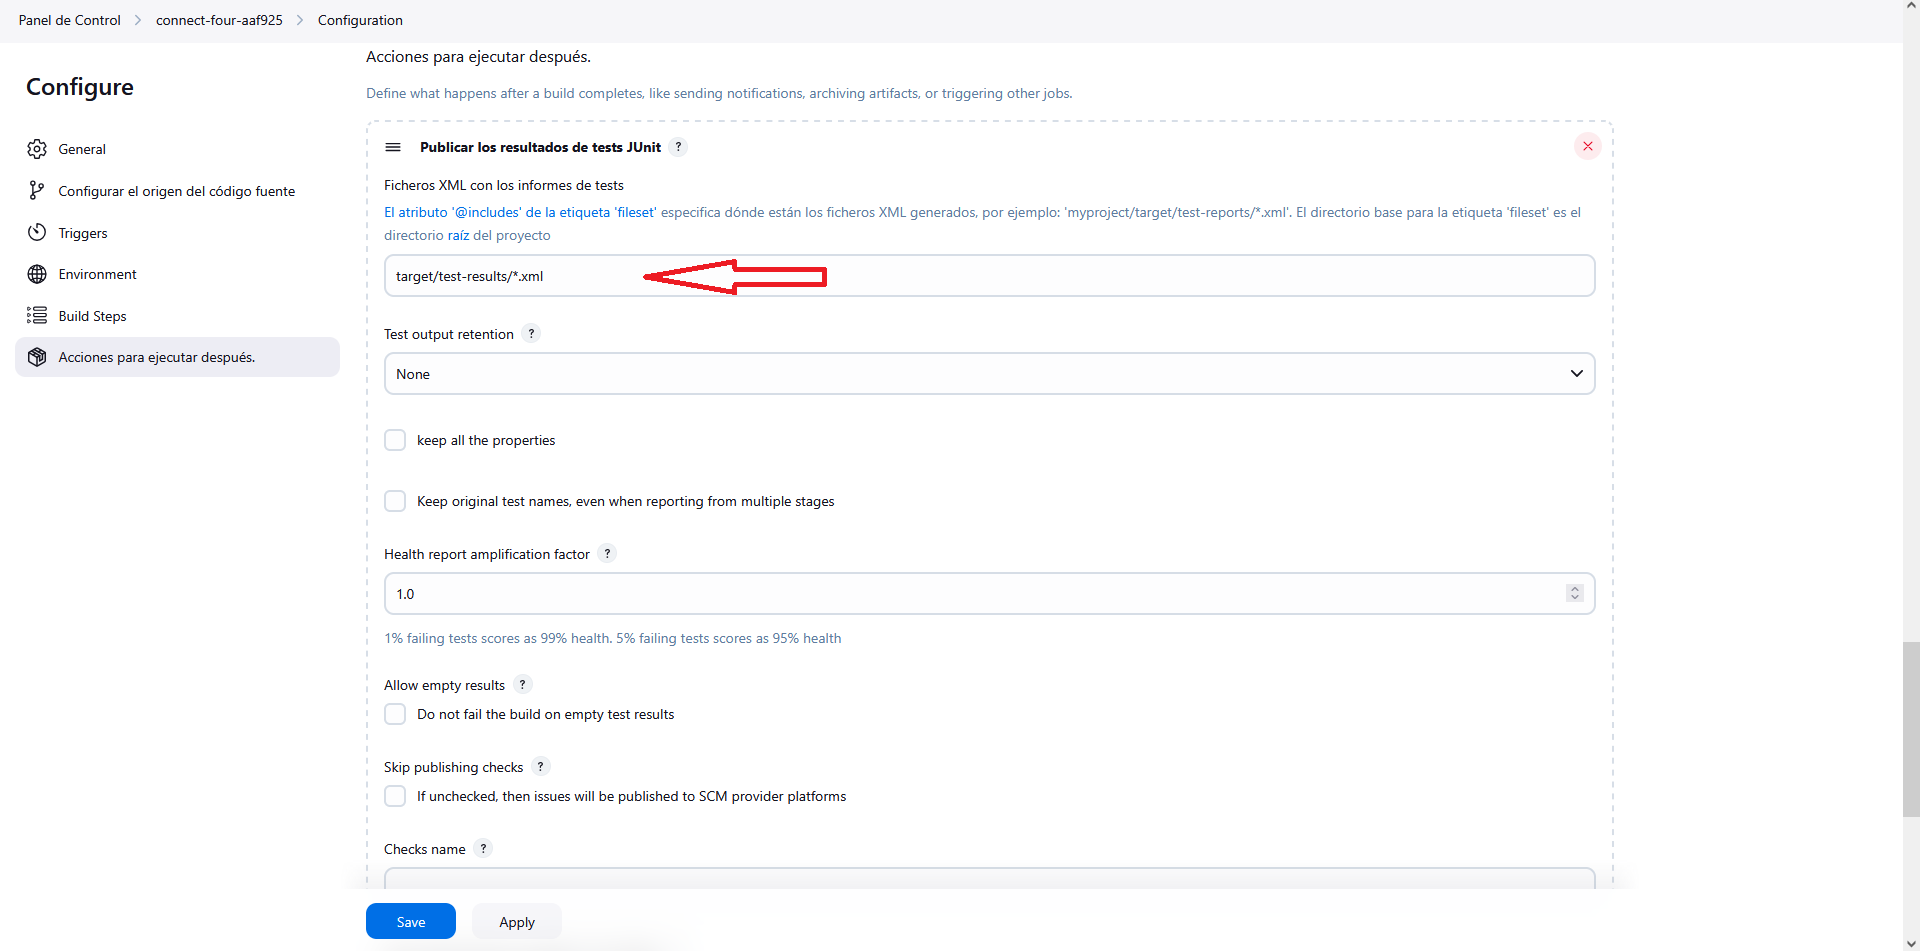 Panel de Control
connect-four-aaf925
Configuration
Configure
General
Configurar el origen del código fuente
Triggers
Environment
Build Steps
Acciones para ejecutar después.
Acciones para ejecutar después.
Define what happens after a build completes, like sending notifications, archiving artifacts, or triggering other jobs.
Publicar los resultados de tests JUnit ?
Ficheros XML con los informes de tests
El atributo '@includes' de la etiqueta 'fileset' especifica dónde están los ficheros XML generados, por ejemplo: 'myproject/target/test-reports/*.xml'. El directorio base para la etiqueta 'fileset' es el
directorio raíz del proyecto
target/test-results/*.xml
Test output retention ?
None
keep all the properties
Keep original test names, even when reporting from multiple stages
Health report amplification factor ?
1.0
1% failing tests scores as 99% health. 5% failing tests scores as 95% health
Allow empty results ?
Do not fail the build on empty test results
Skip publishing checks ?
If unchecked, then issues will be published to SCM provider platforms
Checks name ?
Save
Apply